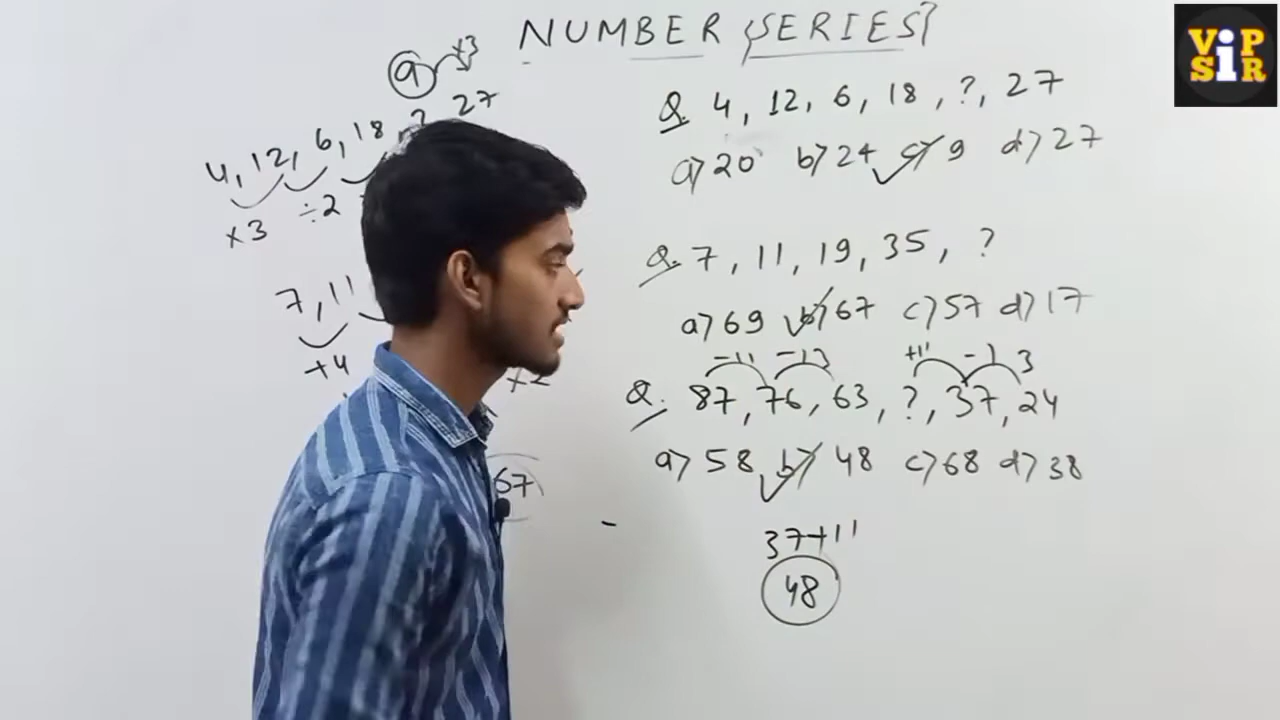 NUMBER SERIES
ViP
SiR
Q. 4, 12, 6, 18, ?, 27
a) 20 b) 24 c) 9 d) 27
Q. 7, 11, 19, 35, ?
a) 69 b) 67 c) 57 d) 17
-11 -13 +11 -13
Q. 87, 76, 63, ?, 37, 24
a) 58 b) 48 c) 68 d) 38
37+11
48
9 ×3
4, 12, 6, 18, ? 27
×3 ÷2
7, 11
+4 ×2
67